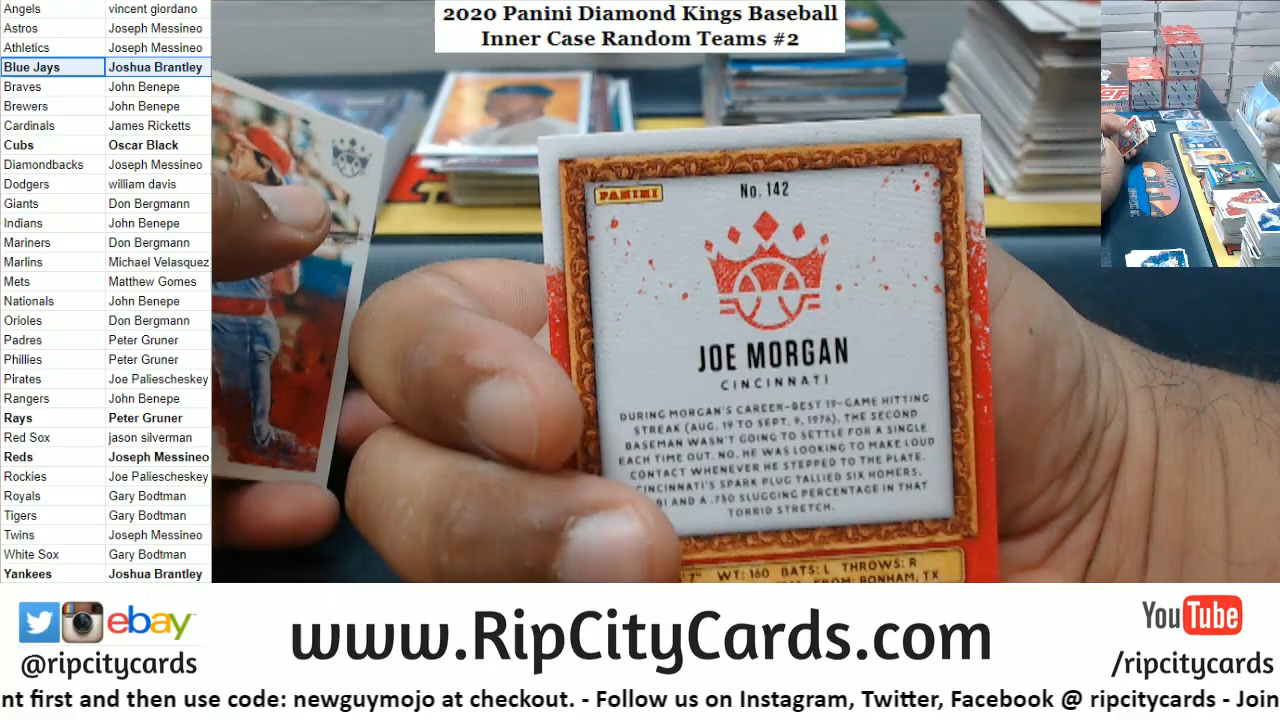 2020 Panini Diamond Kings Baseball
Inner Case Random Teams #2
Angels vincent giordano
Astros Joseph Messineo
Athletics Joseph Messineo
Blue Jays Joshua Brantley
Braves John Benepe
Brewers John Benepe
Cardinals James Ricketts
Cubs Oscar Black
Diamondbacks Joseph Messineo
Dodgers william davis
Giants Don Bergmann
Indians John Benepe
Mariners Don Bergmann
Marlins Michael Velasquez
Mets Matthew Gomes
Nationals John Benepe
Orioles Don Bergmann
Padres Peter Gruner
Phillies Peter Gruner
Pirates Joe Paliescheskey
Rangers John Benepe
Rays Peter Gruner
Red Sox jason silverman
Reds Joseph Messineo
Rockies Joe Paliescheskey
Royals Gary Bodtman
Tigers Gary Bodtman
Twins Joseph Messineo
White Sox Gary Bodtman
Yankees Joshua Brantley
PANINI
No. 142
JOE MORGAN
CINCINNATI
DURING MORGAN'S CAREER-BEST 19-GAME HITTING
STREAK (AUG. 19 TO SEPT. 9, 1976), THE SECOND
BASEMAN WASN'T GOING TO SETTLE FOR A SINGLE
EACH TIME OUT. NO, HE WAS LOOKING TO MAKE LOUD
CONTACT WHENEVER HE STEPPED TO THE PLATE.
CINCINNATI'S SPARK PLUG TALLIED SIX HOMERS,
BI AND A .730 SLUGGING PERCENTAGE IN THAT
TORRID STRETCH.
7" WT: 160 BATS: L THROWS: R
FROM: BONHAM, TX
ebay
@ripcitycards
www.RipCityCards.com
YouTube
/ripcitycards
nt first and then use code: newguymojo at checkout. - Follow us on Instagram, Twitter, Facebook @ ripcitycards - Join